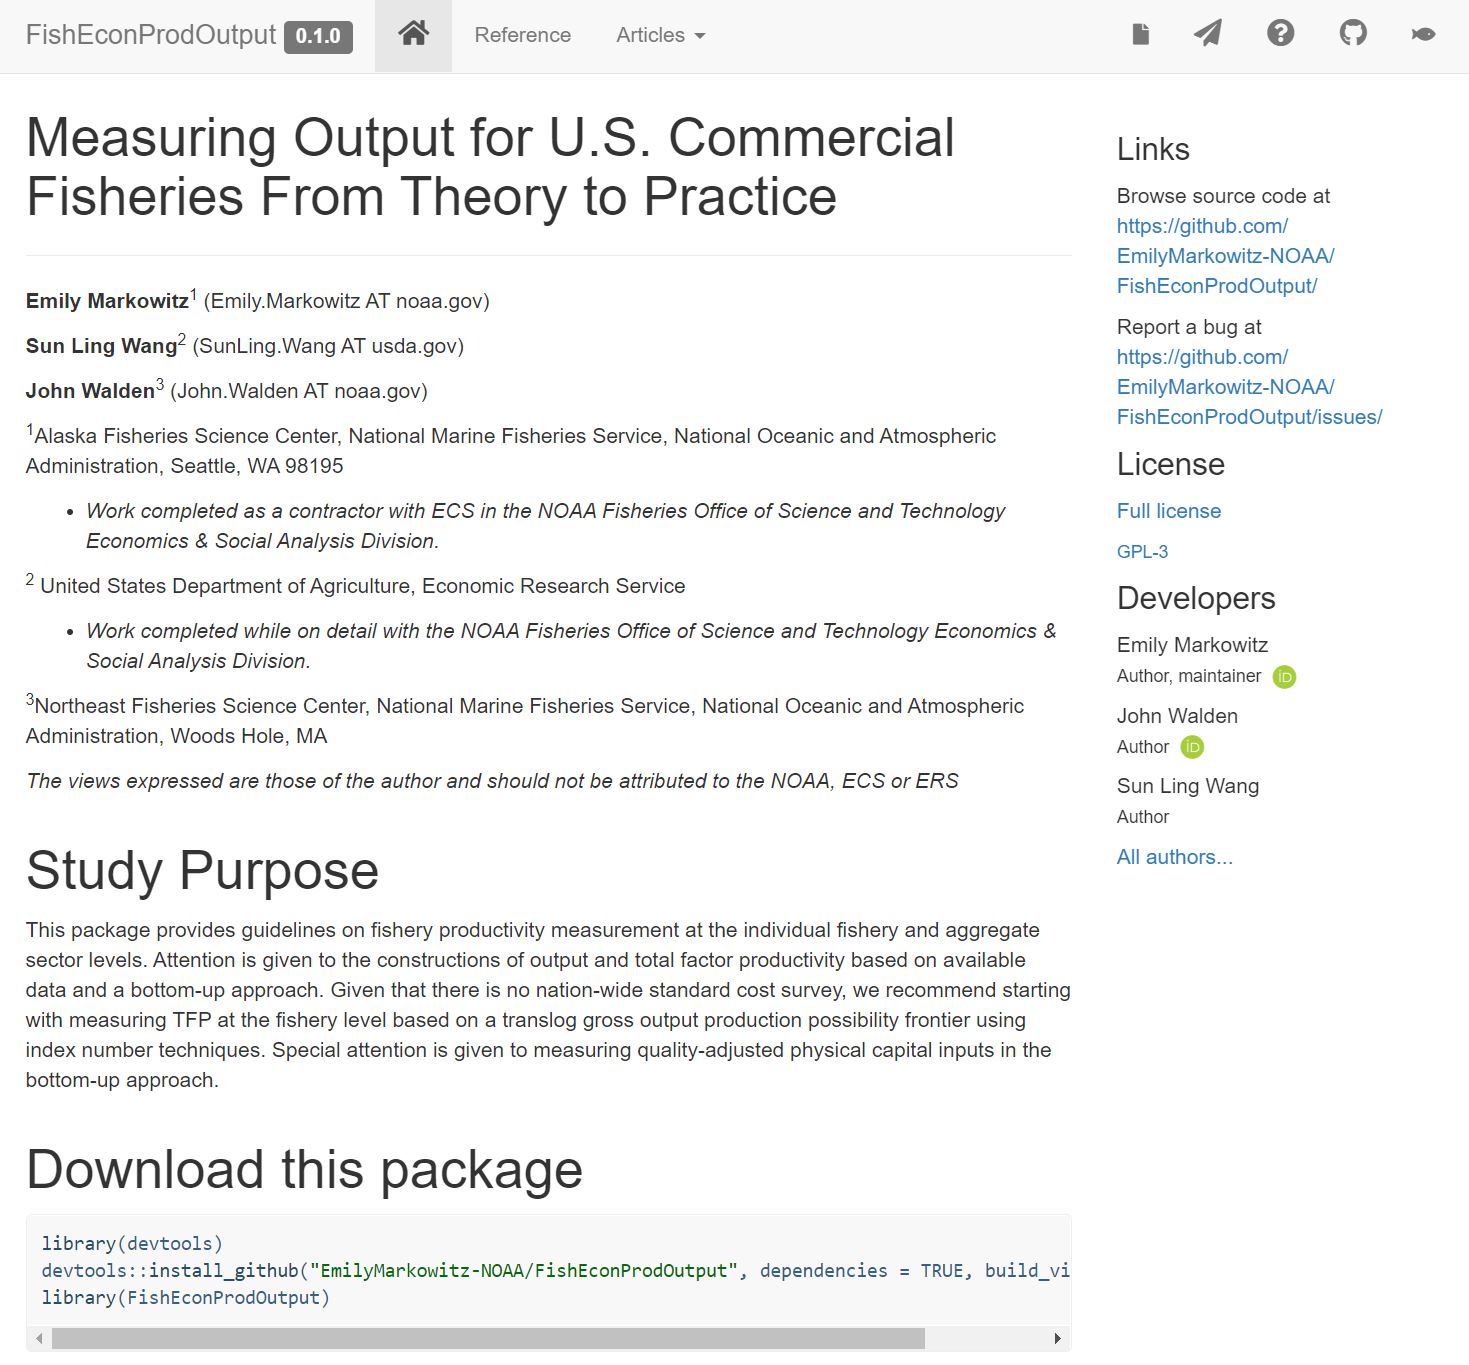 FishEconProdOutput 0.1.0 Reference Articles
Measuring Output for U.S. Commercial
Fisheries From Theory to Practice
Emily Markowitz1 (Emily.Markowitz AT noaa.gov)
Sun Ling Wang2 (SunLing.Wang AT usda.gov)
John Walden3 (John.Walden AT noaa.gov)
1Alaska Fisheries Science Center, National Marine Fisheries Service, National Oceanic and Atmospheric
Administration, Seattle, WA 98195
• Work completed as a contractor with ECS in the NOAA Fisheries Office of Science and Technology
Economics & Social Analysis Division.
2 United States Department of Agriculture, Economic Research Service
• Work completed while on detail with the NOAA Fisheries Office of Science and Technology Economics &
Social Analysis Division.
3Northeast Fisheries Science Center, National Marine Fisheries Service, National Oceanic and Atmospheric
Administration, Woods Hole, MA
The views expressed are those of the author and should not be attributed to the NOAA, ECS or ERS
Study Purpose
This package provides guidelines on fishery productivity measurement at the individual fishery and aggregate
sector levels. Attention is given to the constructions of output and total factor productivity based on available
data and a bottom-up approach. Given that there is no nation-wide standard cost survey, we recommend starting
with measuring TFP at the fishery level based on a translog gross output production possibility frontier using
index number techniques. Special attention is given to measuring quality-adjusted physical capital inputs in the
bottom-up approach.
Download this package
library(devtools)
devtools::install_github("EmilyMarkowitz-NOAA/FishEconProdOutput", dependencies = TRUE, build_vi
library(FishEconProdOutput)
Links
Browse source code at
https://github.com/
EmilyMarkowitz-NOAA/
FishEconProdOutput/
Report a bug at
https://github.com/
EmilyMarkowitz-NOAA/
FishEconProdOutput/issues/
License
Full license
GPL-3
Developers
Emily Markowitz
Author, maintainer iD
John Walden
Author iD
Sun Ling Wang
Author
All authors...